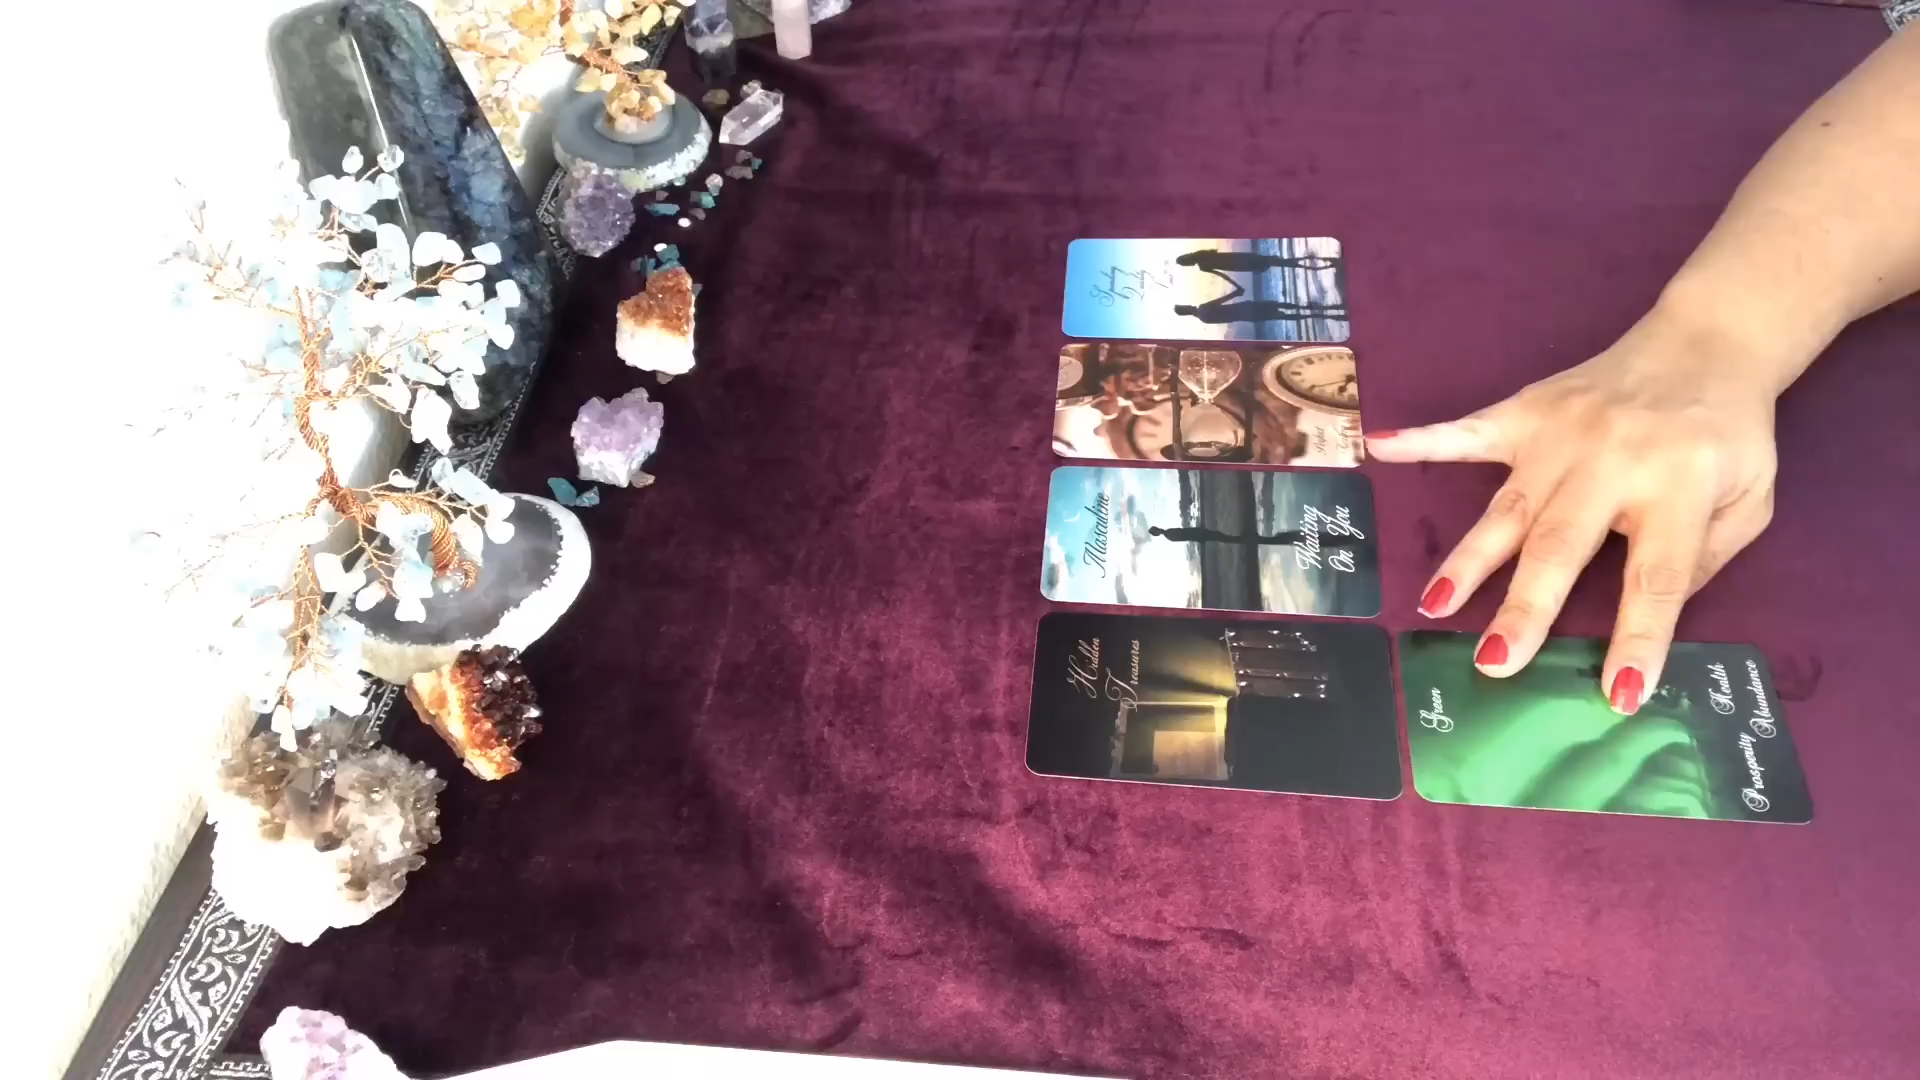 Masculine
Waiting
On You
Hidden
Treasures
Green
Health
Prosperity Abundance